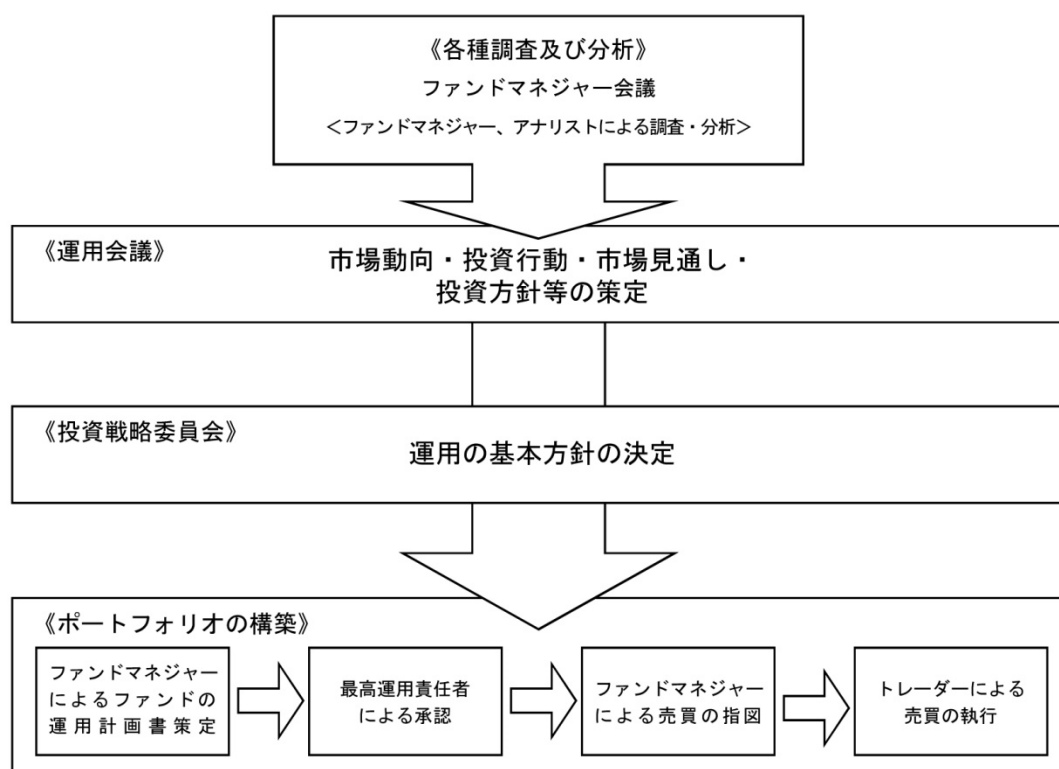 《各種調査及び分析》
ファンドマネジャー会議
＜ファンドマネジャー、アナリストによる調査・分析＞
《運用会議》
市場動向・投資行動・市場見通し・
投資方針等の策定
《投資戦略委員会》
運用の基本方針の決定
《ポートフォリオの構築》
ファンドマネジャー
によるファンドの
運用計画書策定
最高運用責任者
による承認
ファンドマネジャー
による売買の指図
トレーダーによる
売買の執行